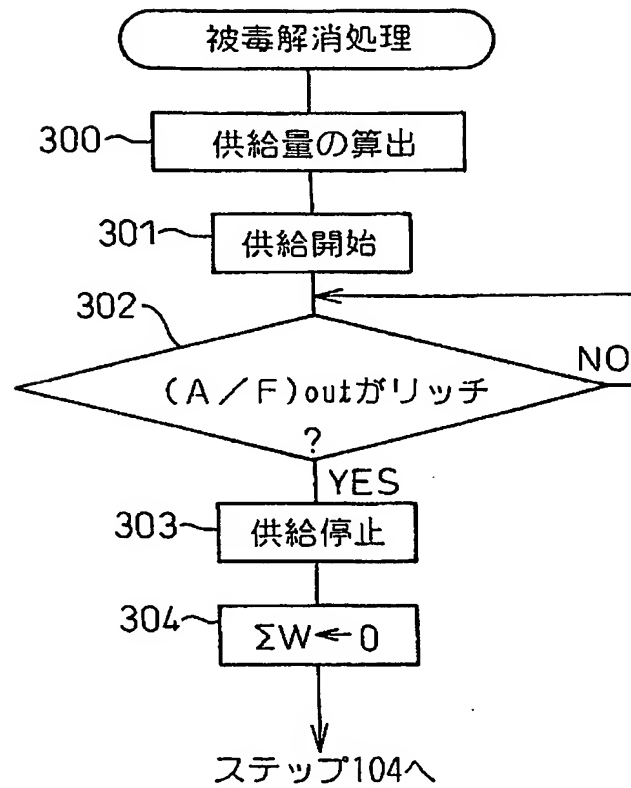 被毒解消処理
300
供給量の算出
301
供給開始
302
(A/F)outがリッチ
?
NO
YES
303
供給停止
304
ΣW←0
ステップ104へ